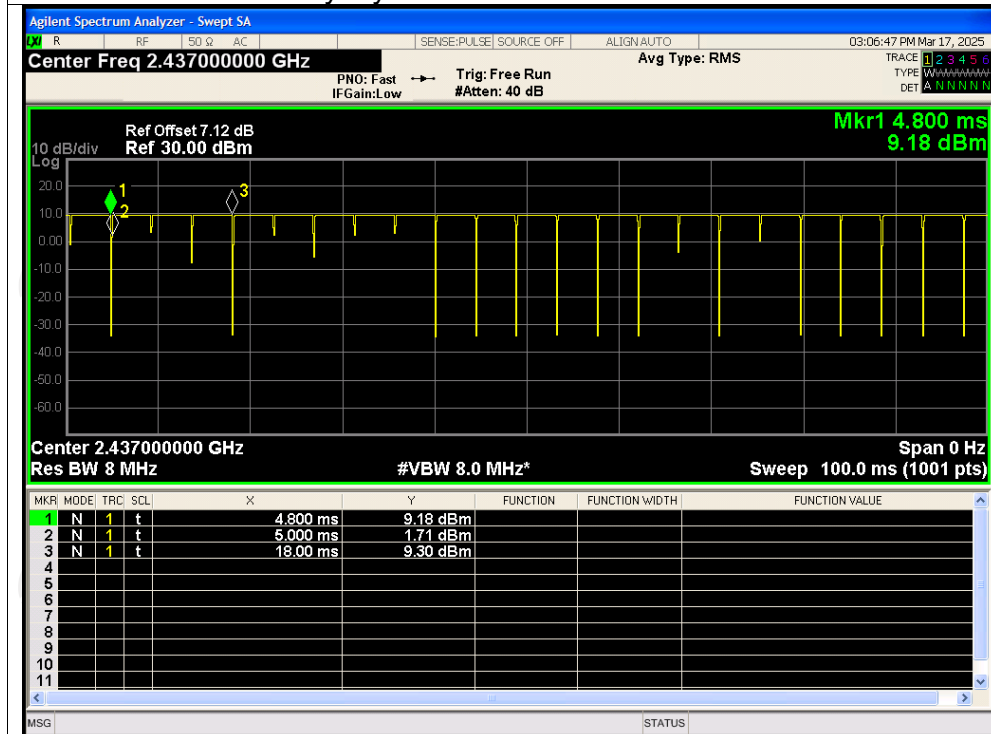 Agilent Spectrum Analyzer - Swept SA
LXI R RF 50 Ω AC SENSE:PULSE SOURCE OFF ALIGN AUTO 03:06:47 PM Mar 17, 2025
Center Freq 2.437000000 GHz Avg Type: RMS TRACE 1 2 3 4 5 6
PNO: Fast Trig: Free Run TYPE
IFGain:Low #Atten: 40 dB DET A N N N N N
Mkr1 4.800 ms
Ref Offset 7.12 dB
10 dB/div Ref 30.00 dBm 9.18 dBm
Log
20.0
10.0
0.00
-10.0
-20.0
-30.0
-40.0
-50.0
-60.0
1
2
3
Center 2.437000000 GHz Span 0 Hz
Res BW 8 MHz #VBW 8.0 MHz* Sweep 100.0 ms (1001 pts)
MKR MODE TRC SCL X Y FUNCTION FUNCTION WIDTH FUNCTION VALUE
1 N 1 t 4.800 ms 9.18 dBm
2 N 1 t 5.000 ms 1.71 dBm
3 N 1 t 18.00 ms 9.30 dBm
4
5
6
7
8
9
10
11
MSG STATUS